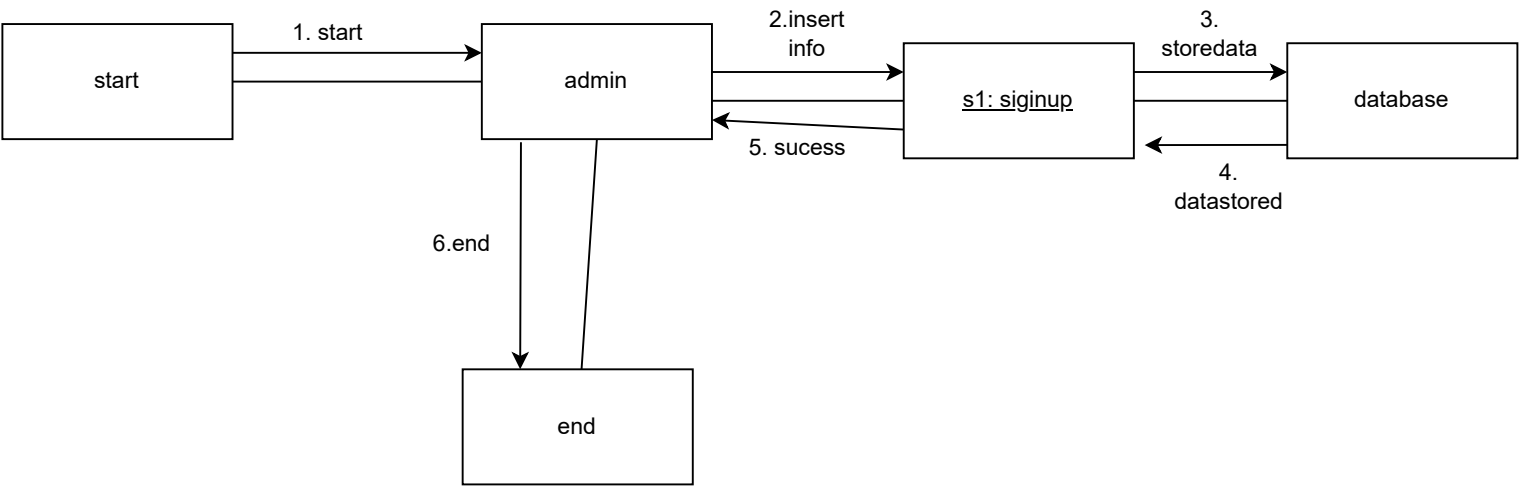 1. start
2.insert
info
3.
storedata
start
admin
s1: siginup
database
5. sucess
4.
datastored
6.end
end